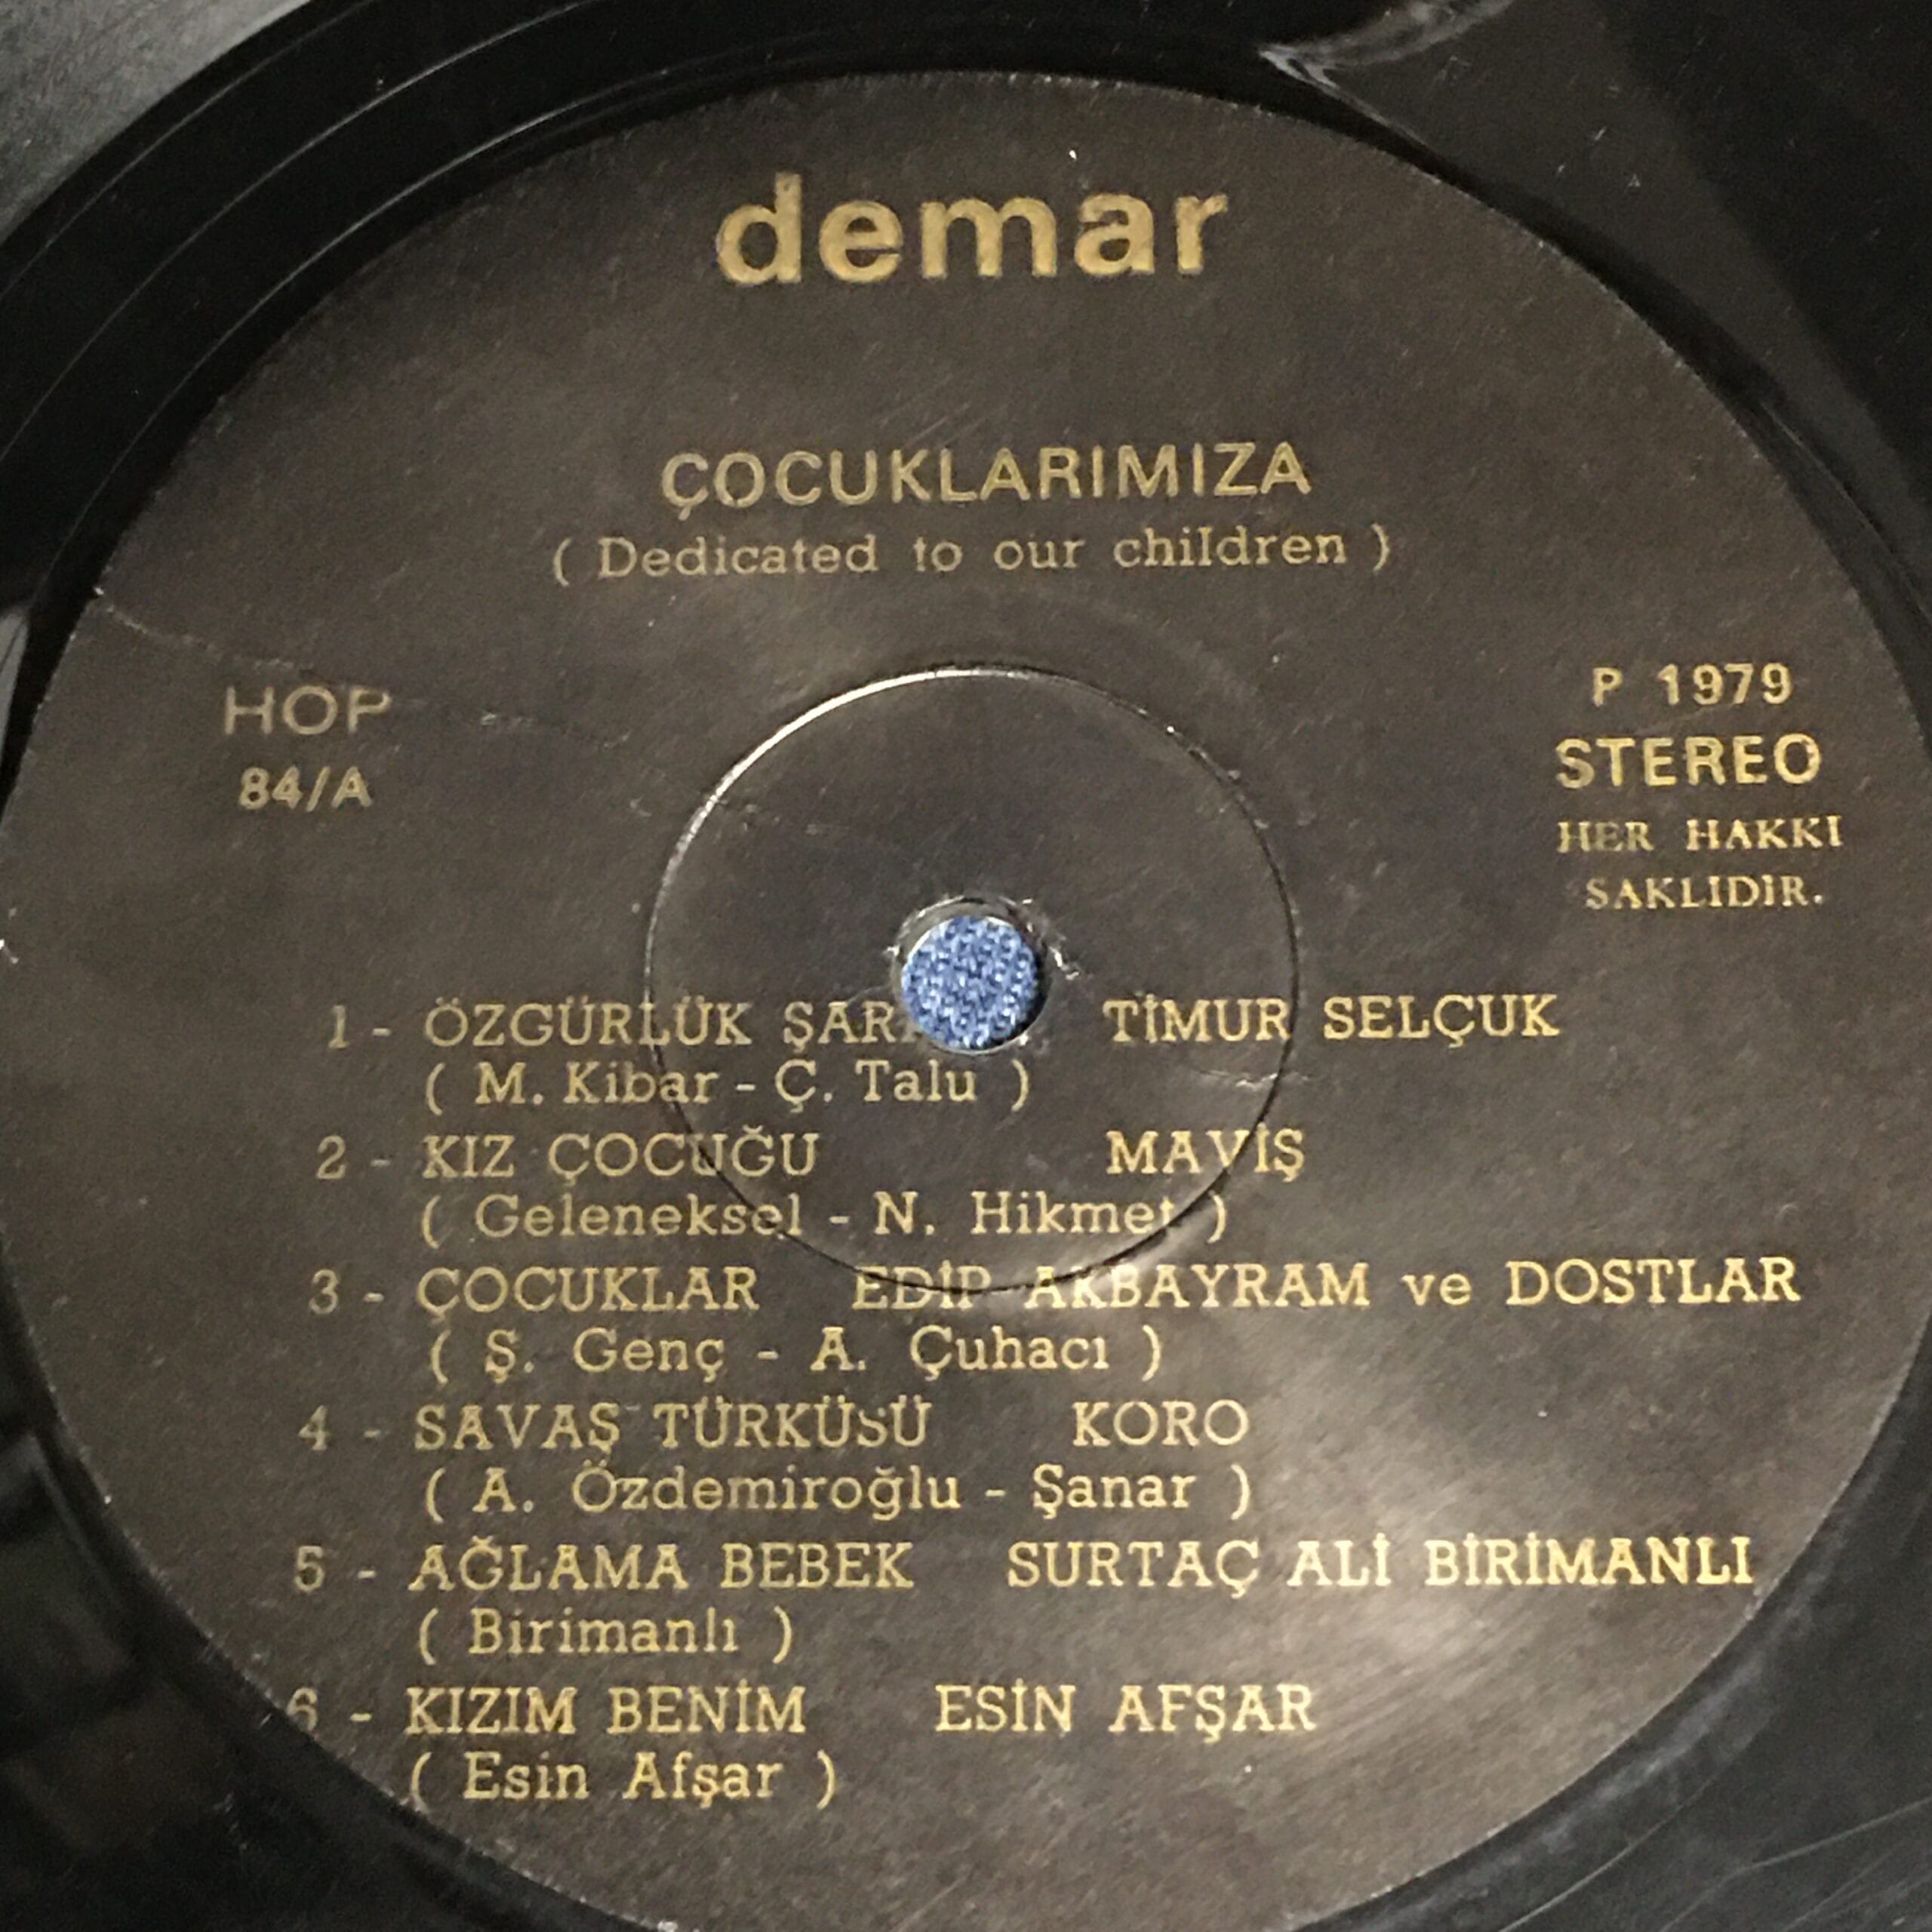 demar
ÇOCUKLARIMIZA
( Dedicated to our children )
HOP
84/A
P 1979
STEREO
HER HAKKI
SAKLIDIR.
1 - ÖZGÜRLÜK TİMUR SELÇUK
( M. Kibar - Ç. Talu )
2 - KIZ ÇOCUĞU MAVİŞ
( Geleneksel - N. Hikmet )
3 - ÇOCUKLAR EDİP AKBAYRAM ve DOSTLAR
( Ş. Genç - A. Çuhacı )
4 - SAVAŞ TÜRKÜSÜ KORO
( A. Özdemiroğlu - Şanar )
5 - AĞLAMA BEBEK SURTAÇ ALİ BİRİMANLI
( Birimanlı )
6 - KIZIM BENİM ESİN AFŞAR
( Esin Afşar )